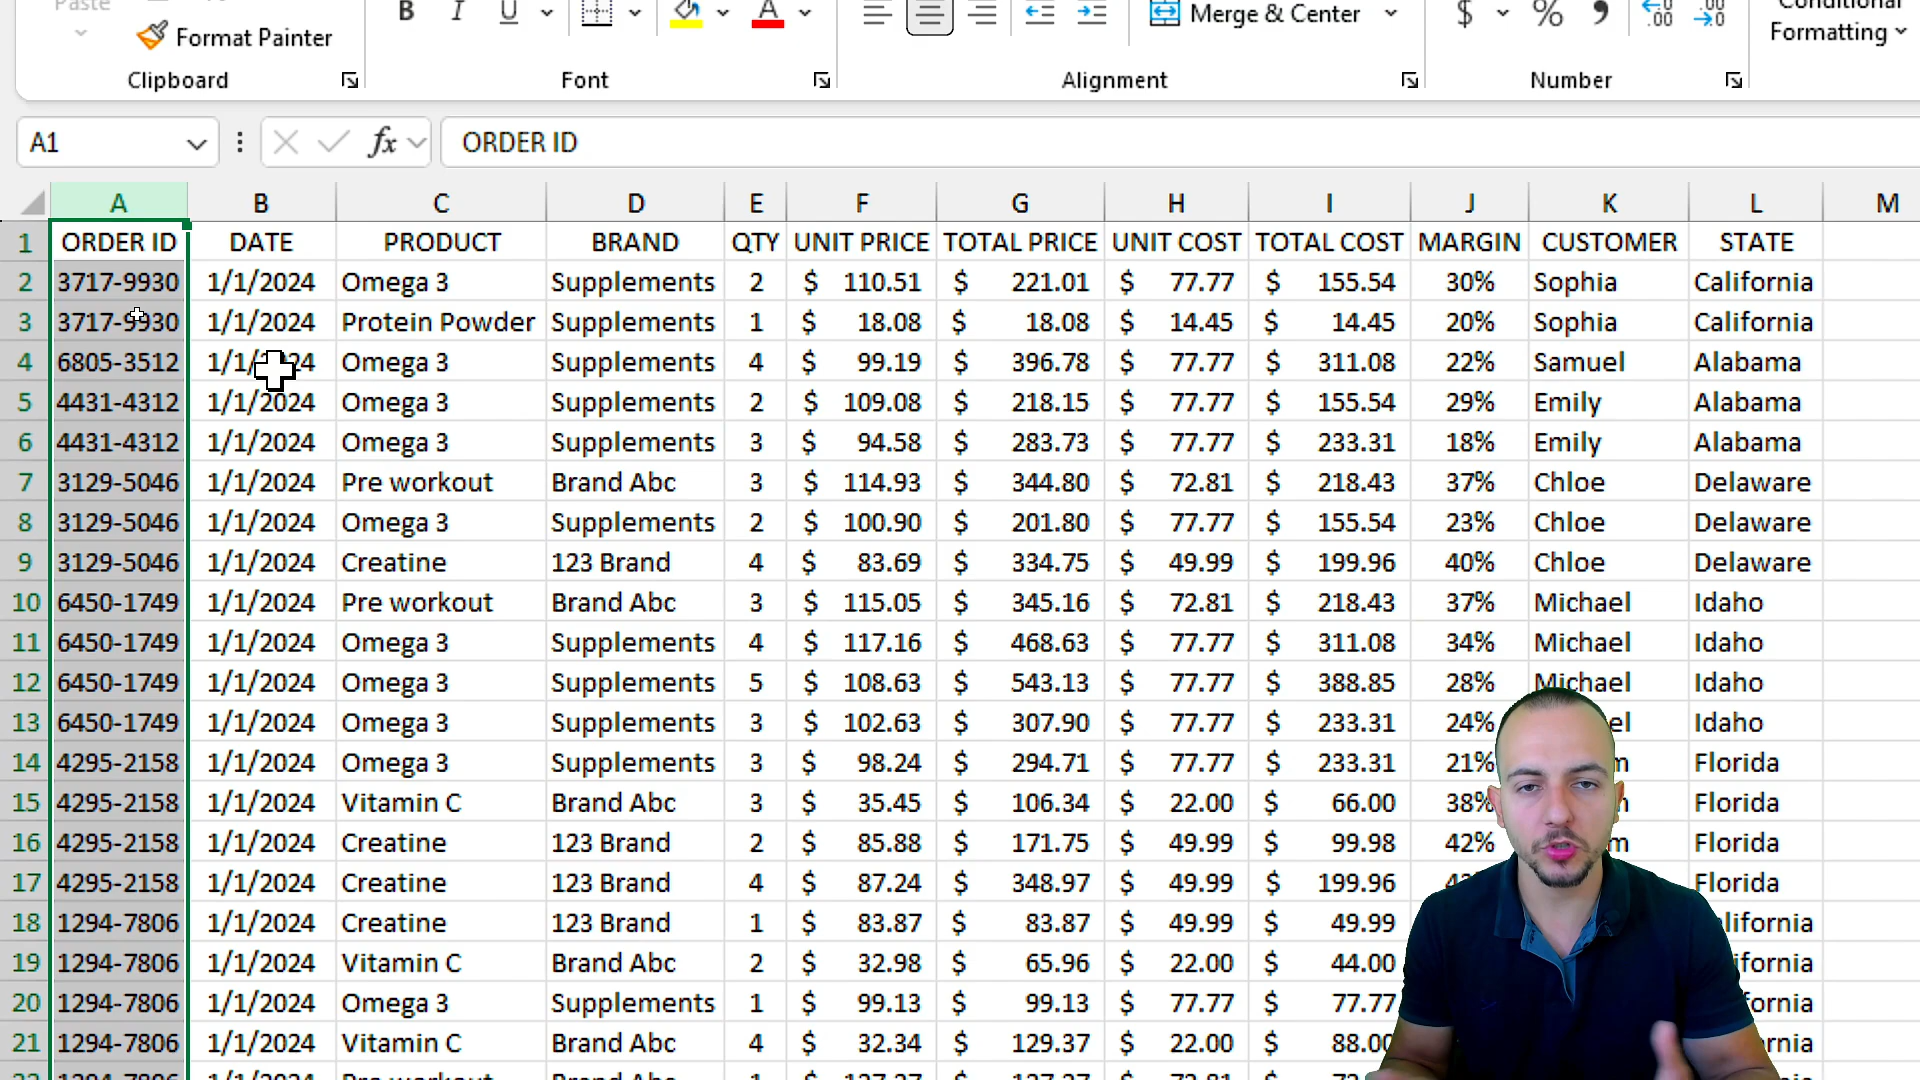 Paste
Format Painter
Clipboard
B I U A
Font
Merge & Center
Alignment
$ % , .00 .00
Number
Formatting
A1 fx ORDER ID
A B C D E F G H I J K L M
1 ORDER ID DATE PRODUCT BRAND QTY UNIT PRICE TOTAL PRICE UNIT COST TOTAL COST MARGIN CUSTOMER STATE
2 3717-9930 1/1/2024 Omega 3 Supplements 2 $ 110.51 $ 221.01 $ 77.77 $ 155.54 30% Sophia California
3 3717-9930 1/1/2024 Protein Powder Supplements 1 $ 18.08 $ 18.08 $ 14.45 $ 14.45 20% Sophia California
4 6805-3512 1/1/2024 Omega 3 Supplements 4 $ 99.19 $ 396.78 $ 77.77 $ 311.08 22% Samuel Alabama
5 4431-4312 1/1/2024 Omega 3 Supplements 2 $ 109.08 $ 218.15 $ 77.77 $ 155.54 29% Emily Alabama
6 4431-4312 1/1/2024 Omega 3 Supplements 3 $ 94.58 $ 283.73 $ 77.77 $ 233.31 18% Emily Alabama
7 3129-5046 1/1/2024 Pre workout Brand Abc 3 $ 114.93 $ 344.80 $ 72.81 $ 218.43 37% Chloe Delaware
8 3129-5046 1/1/2024 Omega 3 Supplements 2 $ 100.90 $ 201.80 $ 77.77 $ 155.54 23% Chloe Delaware
9 3129-5046 1/1/2024 Creatine 123 Brand 4 $ 83.69 $ 334.75 $ 49.99 $ 199.96 40% Chloe Delaware
10 6450-1749 1/1/2024 Pre workout Brand Abc 3 $ 115.05 $ 345.16 $ 72.81 $ 218.43 37% Michael Idaho
11 6450-1749 1/1/2024 Omega 3 Supplements 4 $ 117.16 $ 468.63 $ 77.77 $ 311.08 34% Michael Idaho
12 6450-1749 1/1/2024 Omega 3 Supplements 5 $ 108.63 $ 543.13 $ 77.77 $ 388.85 28% Michael Idaho
13 6450-1749 1/1/2024 Omega 3 Supplements 3 $ 102.63 $ 307.90 $ 77.77 $ 233.31 24% Idaho
14 4295-2158 1/1/2024 Omega 3 Supplements 3 $ 98.24 $ 294.71 $ 77.77 $ 233.31 21% Florida
15 4295-2158 1/1/2024 Vitamin C Brand Abc 3 $ 35.45 $ 106.34 $ 22.00 $ 66.00 38% Florida
16 4295-2158 1/1/2024 Creatine 123 Brand 2 $ 85.88 $ 171.75 $ 49.99 $ 99.98 42% Florida
17 4295-2158 1/1/2024 Creatine 123 Brand 4 $ 87.24 $ 348.97 $ 49.99 $ 199.96 Florida
18 1294-7806 1/1/2024 Creatine 123 Brand 1 $ 83.87 $ 83.87 $ 49.99 $ 49.99
19 1294-7806 1/1/2024 Vitamin C Brand Abc 2 $ 32.98 $ 65.96 $ 22.00 $ 44.00
20 1294-7806 1/1/2024 Omega 3 Supplements 1 $ 99.13 $ 99.13 $ 77.77 $ 77.77
21 1294-7806 1/1/2024 Vitamin C Brand Abc 4 $ 32.34 $ 129.37 $ 22.00 $ 88.00